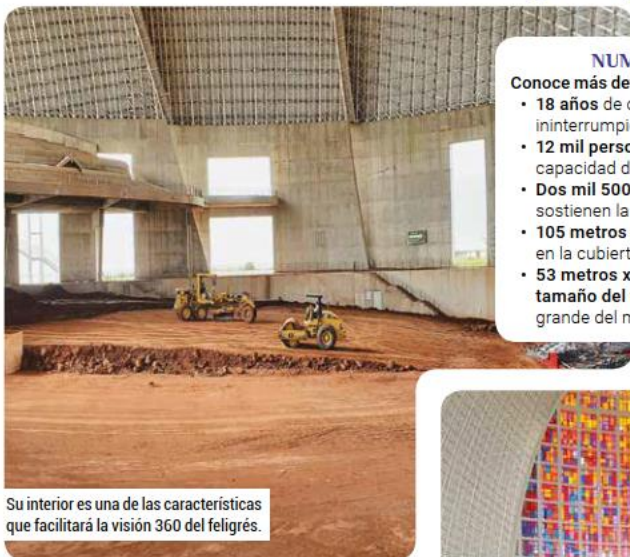 NUM
Conoce más de
• 18 años de
ininterrumpi
• 12 mil perso
capacidad d
• Dos mil 500
sostienen la
• 105 metros
en la cubiert
• 53 metros x
tamaño del
grande del m
Su interior es una de las características
que facilitará la visión 360 del feligrés.